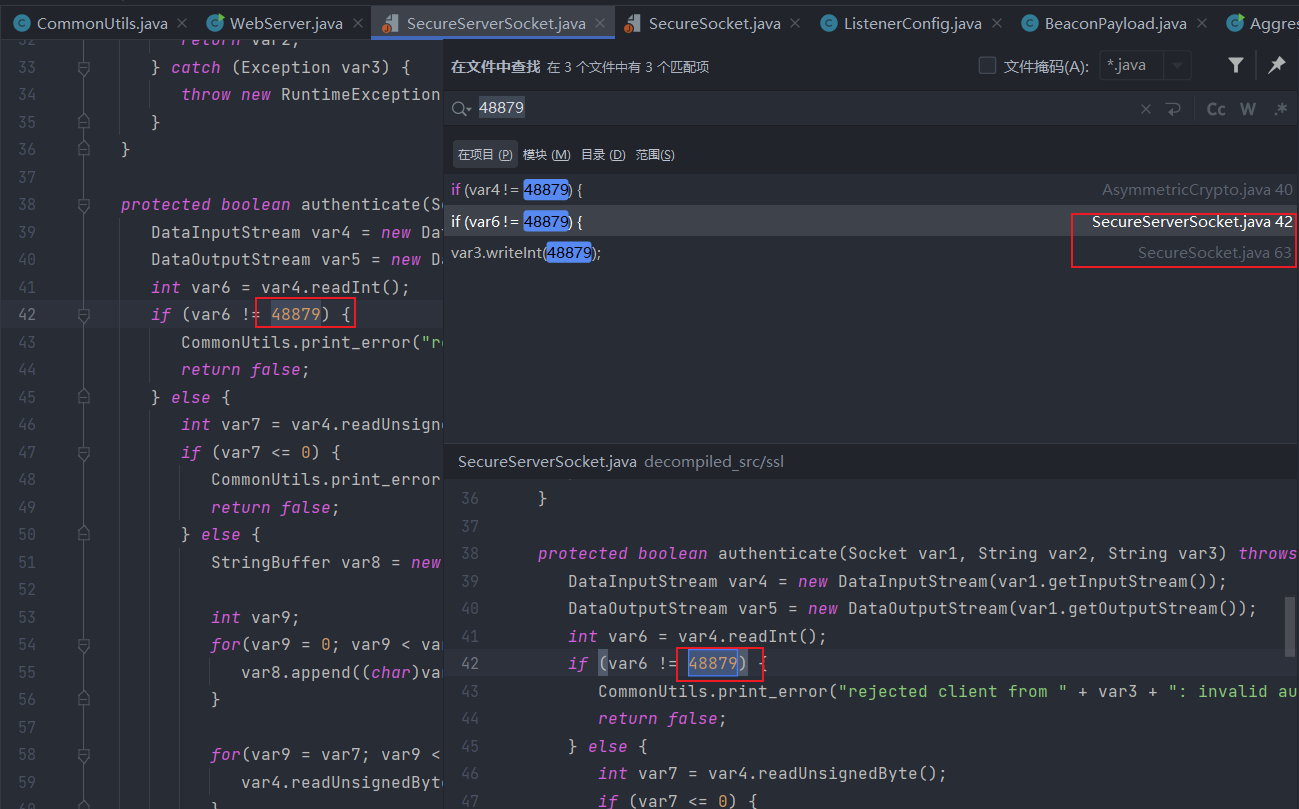 CommonUtils.java WebServer.java SecureServerSocket.java SecureSocket.java ListenerConfig.java BeaconPayload.java Aggres
32 return var2;
33 } catch (Exception var3) {
34 throw new RuntimeException
35 }
36 }
37
38 protected boolean authenticate(So
39 DataInputStream var4 = new Dat
40 DataOutputStream var5 = new Da
41 int var6 = var4.readInt();
42 if (var6 != 48879) {
43 CommonUtils.print_error("re
44 return false;
45 } else {
46 int var7 = var4.readUnsigne
47 if (var7 <= 0) {
48 CommonUtils.print_error
49 return false;
50 } else {
51 StringBuffer var8 = new
52
53 int var9;
54 for(var9 = 0; var9 < va
55 var8.append((char)va
56 }
57
58 for(var9 = var7; var9 <
59 var4.readUnsignedByt
60 }
在文件中查找 在 3 个文件中有 3 个匹配项 文件掩码(A): *.java
48879 Cc W .*
在项目 (P) 模块 (M) 目录 (D) 范围(S)
if (var4 != 48879) { AsymmetricCrypto.java 40
if (var6 != 48879) { SecureServerSocket.java 42
var3.writeInt(48879); SecureSocket.java 63
SecureServerSocket.java decompiled_src/ssl
36 }
37
38 protected boolean authenticate(Socket var1, String var2, String var3) throws
39 DataInputStream var4 = new DataInputStream(var1.getInputStream());
40 DataOutputStream var5 = new DataOutputStream(var1.getOutputStream());
41 int var6 = var4.readInt();
42 if (var6 != 48879) {
43 CommonUtils.print_error("rejected client from " + var3 + ": invalid au
44 return false;
45 } else {
46 int var7 = var4.readUnsignedByte();
47 if (var7 <= 0) {